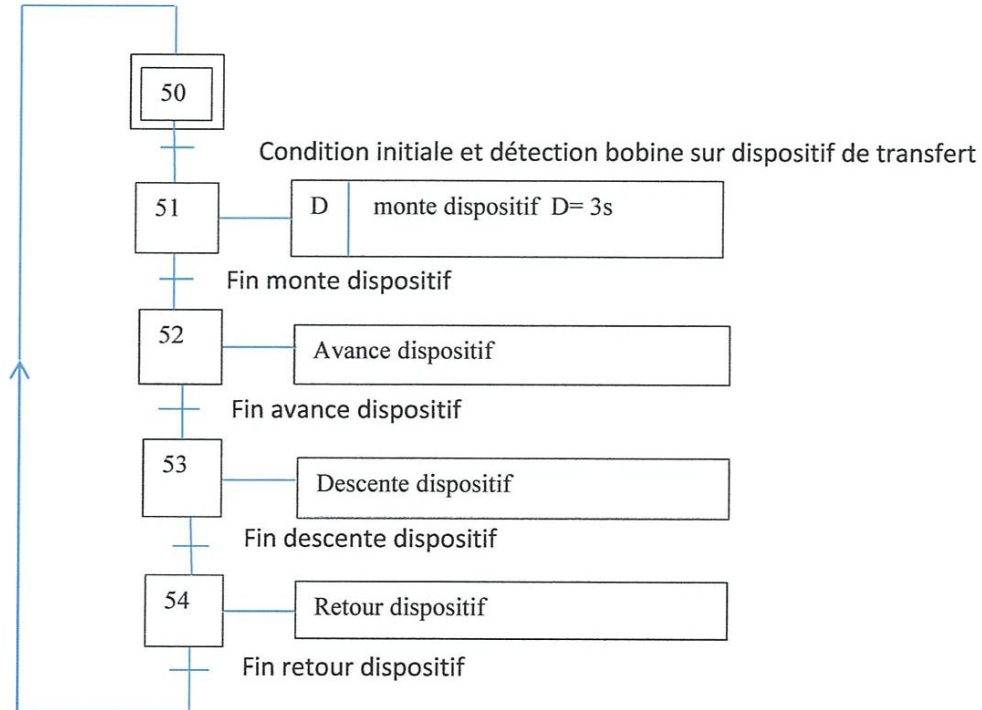 50
Condition initiale et détection bobine sur dispositif de transfert
51
D monte dispositif D= 3s
Fin monte dispositif
52
Avance dispositif
Fin avance dispositif
53
Descente dispositif
Fin descente dispositif
54
Retour dispositif
Fin retour dispositif